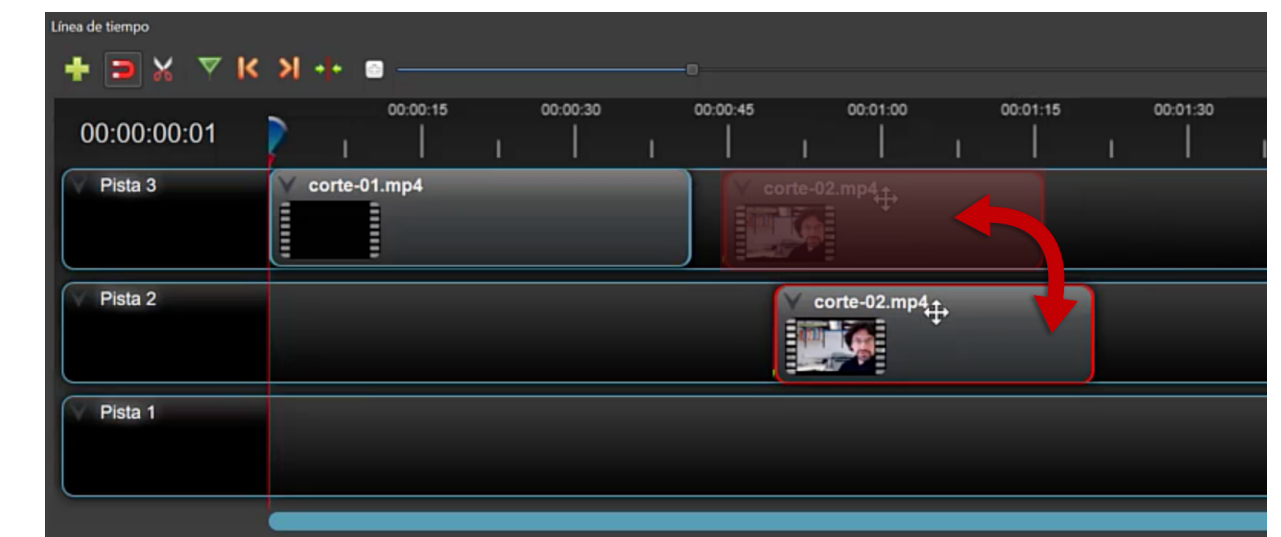 Línea de tiempo
00:00:15 00:00:30 00:00:45 00:01:00 00:01:15 00:01:30
00:00:00:01
Pista 3 corte-01.mp4 corte-02.mp4
Pista 2 corte-02.mp4
Pista 1